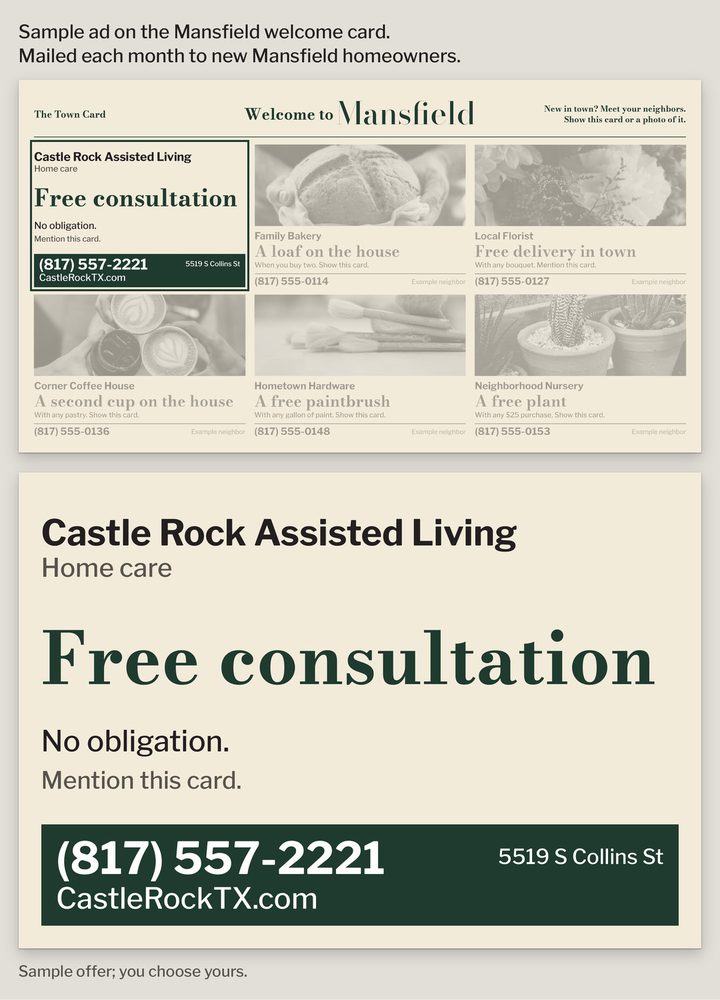 Sample ad on the Mansfield welcome card.
Mailed each month to new Mansfield homeowners.
The Town Card
Welcome to Mansfield
New in town? Meet your neighbors.
Show this card or a photo of it.
Castle Rock Assisted Living
Home care
Free consultation
No obligation.
Mention this card.
(817) 557-2221
5519 S Collins St
CastleRockTX.com
Family Bakery
A loaf on the house
When you buy two. Show this card.
(817) 555-0114
Example neighbor
Local Florist
Free delivery in town
With any bouquet. Mention this card.
(817) 555-0127
Example neighbor
Corner Coffee House
A second cup on the house
With any pastry. Show this card.
(817) 555-0136
Example neighbor
Hometown Hardware
A free paintbrush
With any gallon of paint. Show this card.
(817) 555-0148
Example neighbor
Neighborhood Nursery
A free plant
With any $25 purchase. Show this card.
(817) 555-0153
Example neighbor
Castle Rock Assisted Living
Home care
Free consultation
No obligation.
Mention this card.
(817) 557-2221
5519 S Collins St
CastleRockTX.com
Sample offer; you choose yours.